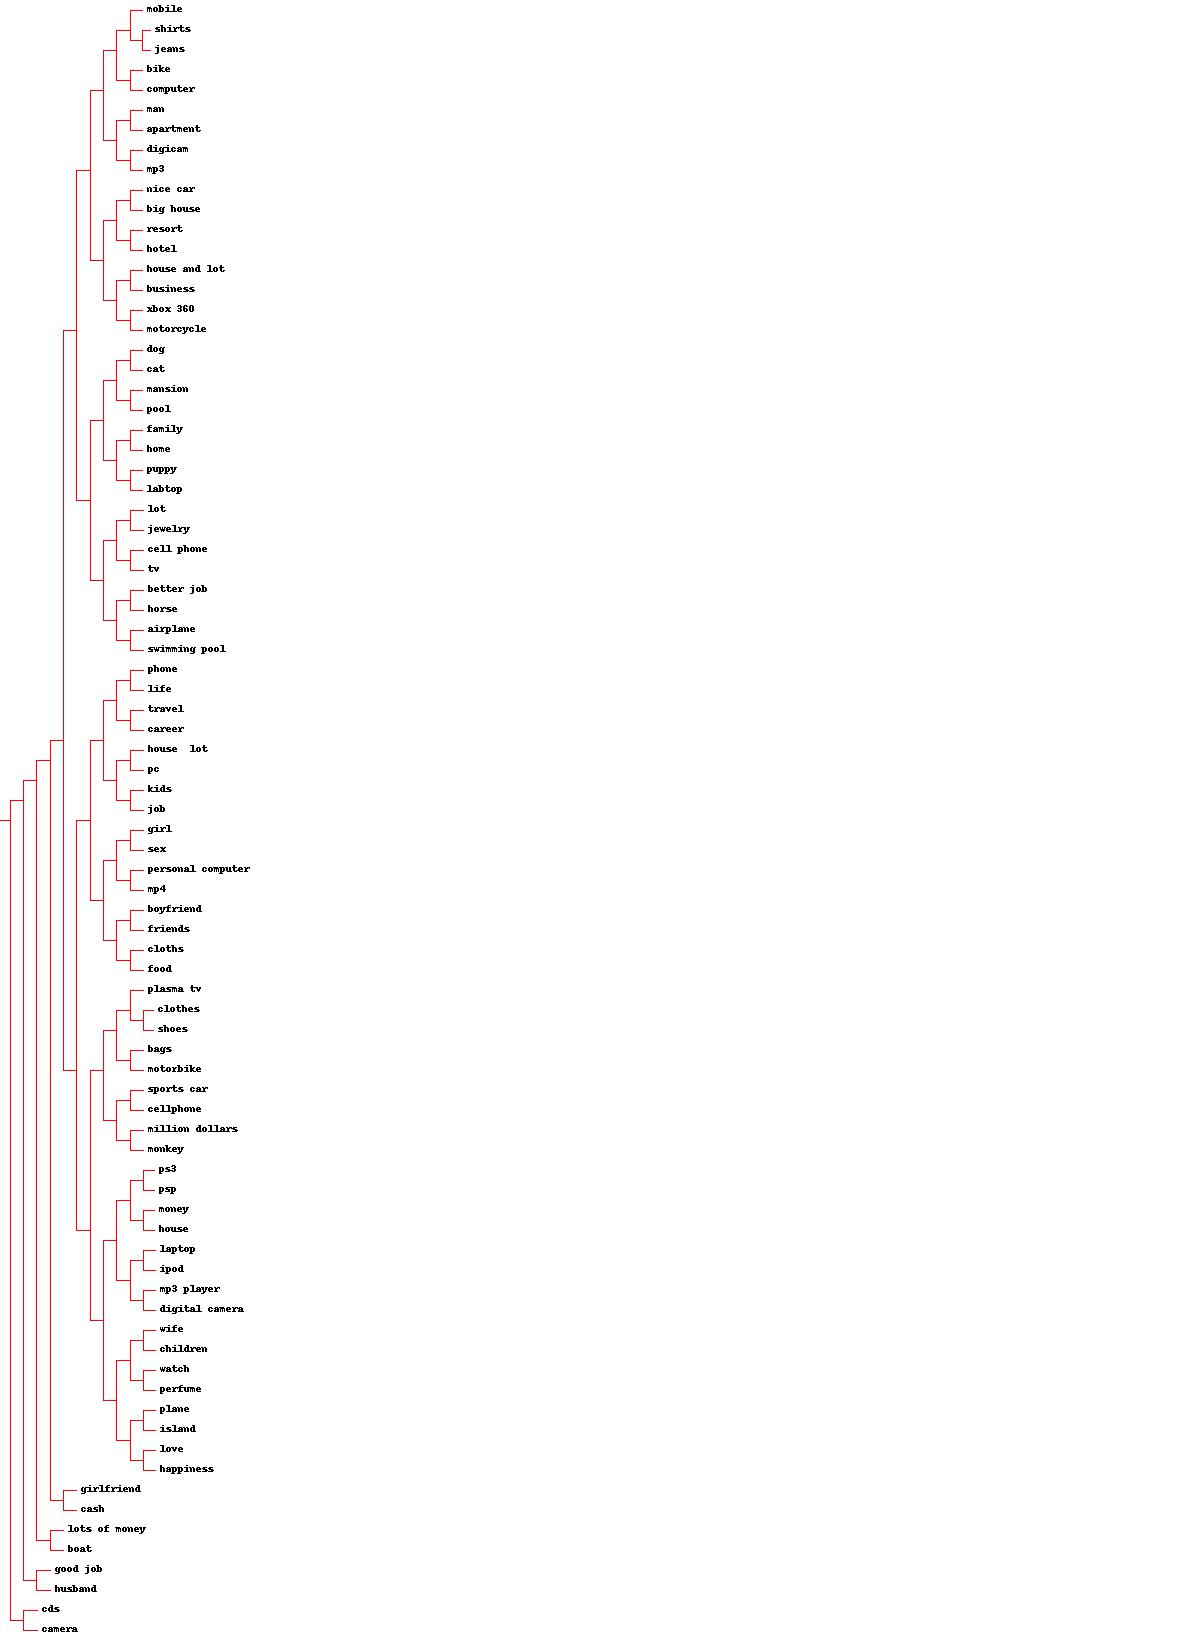 mobile
shirts
jeans
bike
computer
man
apartment
digicam
mp3
nice car
big house
resort
hotel
house and lot
business
xbox 360
motorcycle
dog
cat
mansion
pool
family
home
puppy
labtop
lot
jewelry
cell phone
tv
better job
horse
airplane
swimming pool
phone
life
travel
career
house  lot
pc
kids
job
girl
sex
personal computer
mp4
boyfriend
friends
cloths
food
plasma tv
clothes
shoes
bags
motorbike
sports car
cellphone
million dollars
monkey
ps3
psp
money
house
laptop
ipod
mp3 player
digital camera
wife
children
watch
perfume
plane
island
love
happiness
girlfriend
cash
lots of money
boat
good job
husband
cds
camera